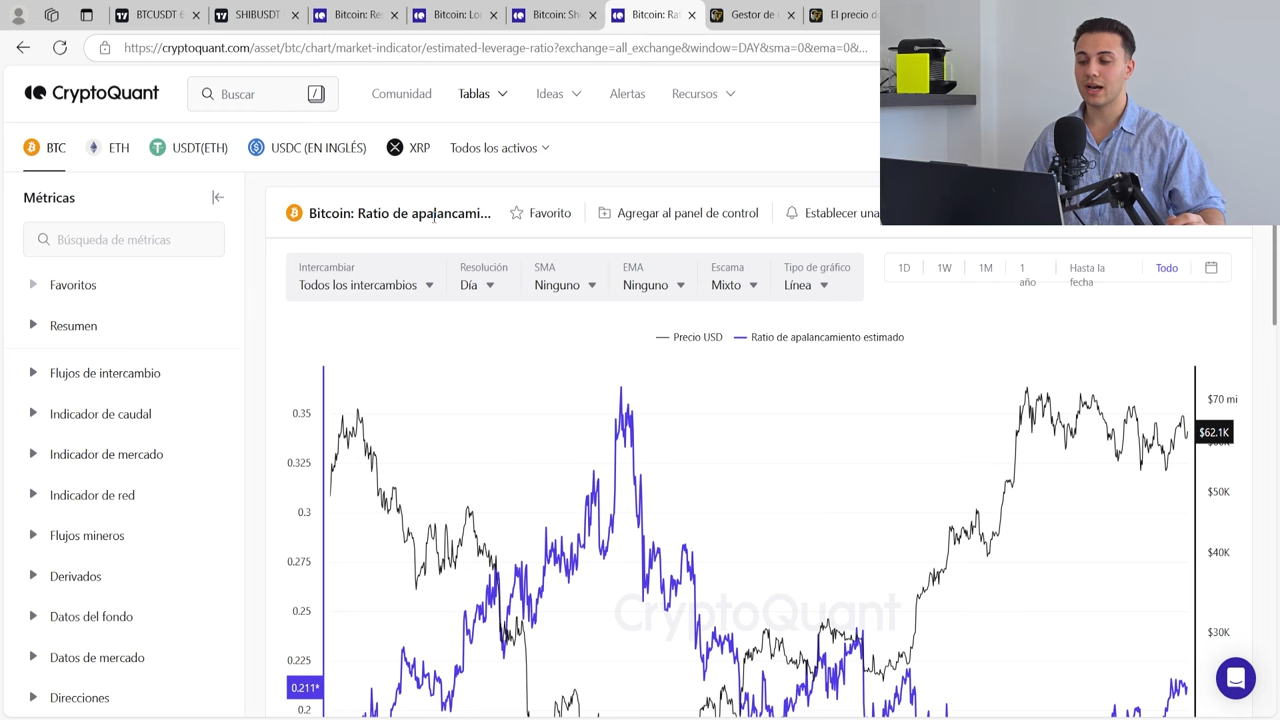 BTCUSDT 6
SHIBUSDT
Bitcoin: Re
Bitcoin: Lo
Bitcoin: Sh
Bitcoin: Rat
Gestor de
El precio d
https://cryptoquant.com/asset/btc/chart/market-indicator/estimated-leverage-ratio?exchange=all_exchange&window=DAY&sma=0&ema=0&...
CryptoQuant
Buscar
[/]
Comunidad
Tablas
Ideas
Alertas
Recursos
BTC
ETH
USDT(ETH)
USDC (EN INGLÉS)
XRP
Todos los activos
Métricas
Búsqueda de métricas
Favoritos
Resumen
Flujos de intercambio
Indicador de caudal
Indicador de mercado
Indicador de red
Flujos mineros
Derivados
Datos del fondo
Datos de mercado
Direcciones
Bitcoin: Ratio de apalancami...
Favorito
Agregar al panel de control
Establecer una
Intercambiar
Todos los intercambios
Resolución
Día
SMA
Ninguno
EMA
Ninguno
Escama
Mixto
Tipo de gráfico
Línea
1D
1W
1M
1
año
Hasta la
fecha
Todo
Precio USD
Ratio de apalancamiento estimado
0.35
0.325
0.3
0.275
0.25
0.225
0.211*
0.2
$70 mi
$62.1K
$50K
$40K
$30K
CryptoQuant